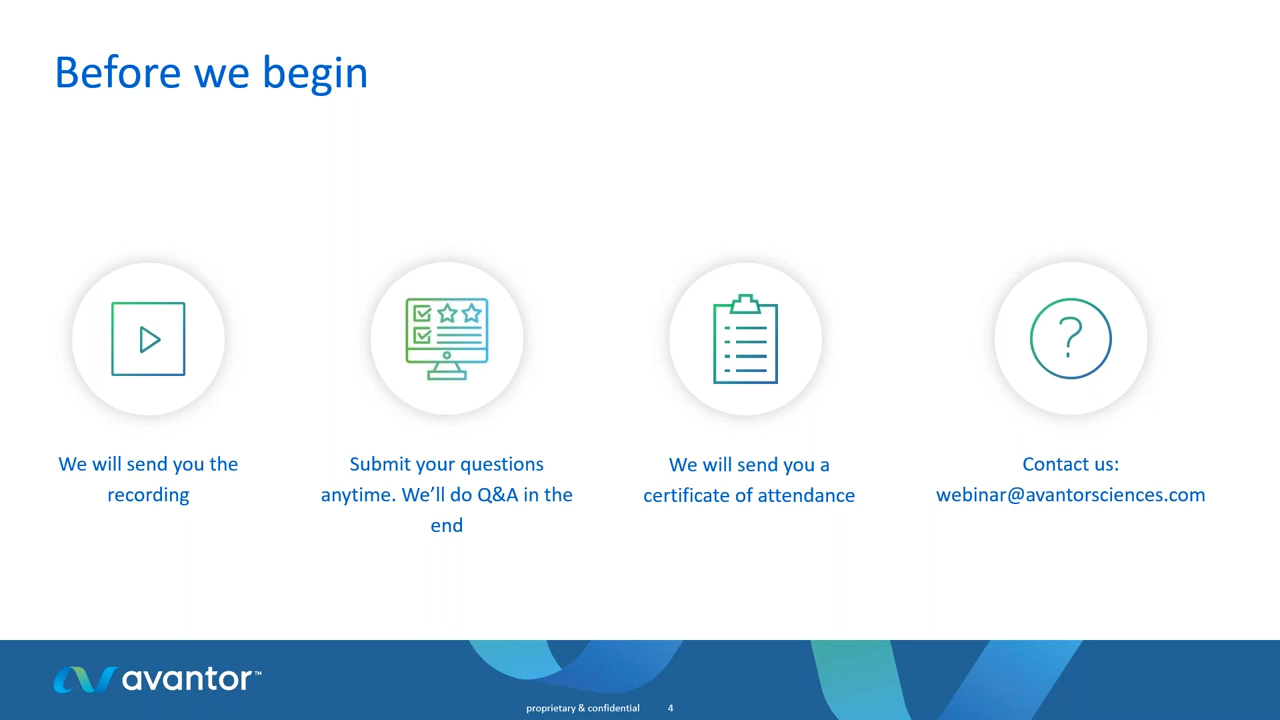 Before we begin
We will send you the
recording
Submit your questions
anytime. We’ll do Q&A in the
end
We will send you a
certificate of attendance
Contact us:
webinar@avantorsciences.com
avantor™
proprietary & confidential 4